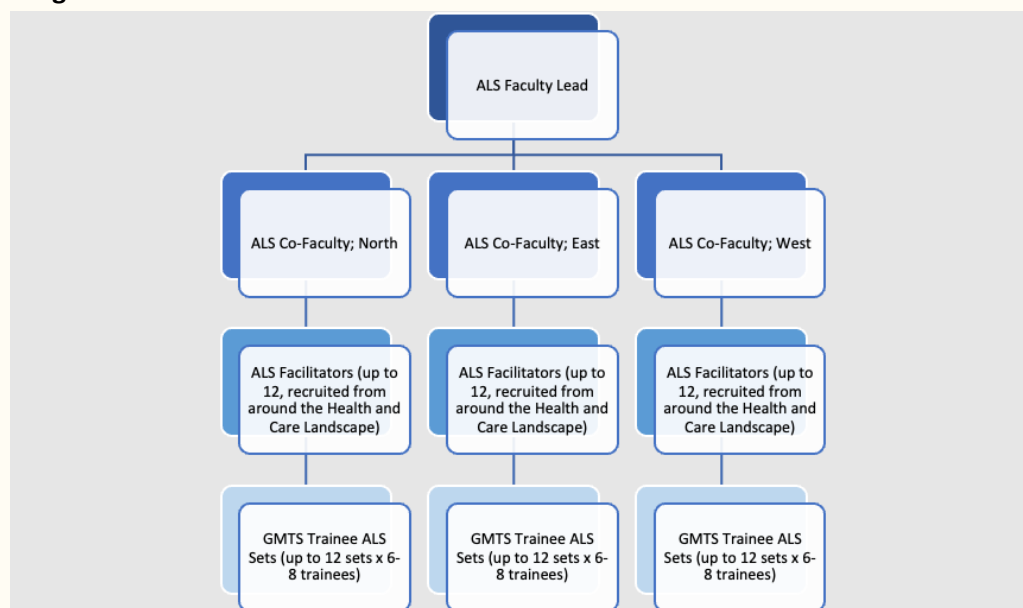 ALS Faculty Lead
ALS Co-Faculty; North
ALS Co-Faculty; East
ALS Co-Faculty; West
ALS Facilitators (up to
12, recruited from
around the Health and
Care Landscape)
ALS Facilitators (up to
12, recruited from
around the Health and
Care Landscape)
ALS Facilitators (up to
12, recruited from
around the Health and
Care Landscape)
GMTS Trainee ALS
Sets (up to 12 sets x 6-
8 trainees)
GMTS Trainee ALS
Sets (up to 12 sets x 6-
8 trainees)
GMTS Trainee ALS
Sets (up to 12 sets x 6-
8 trainees)